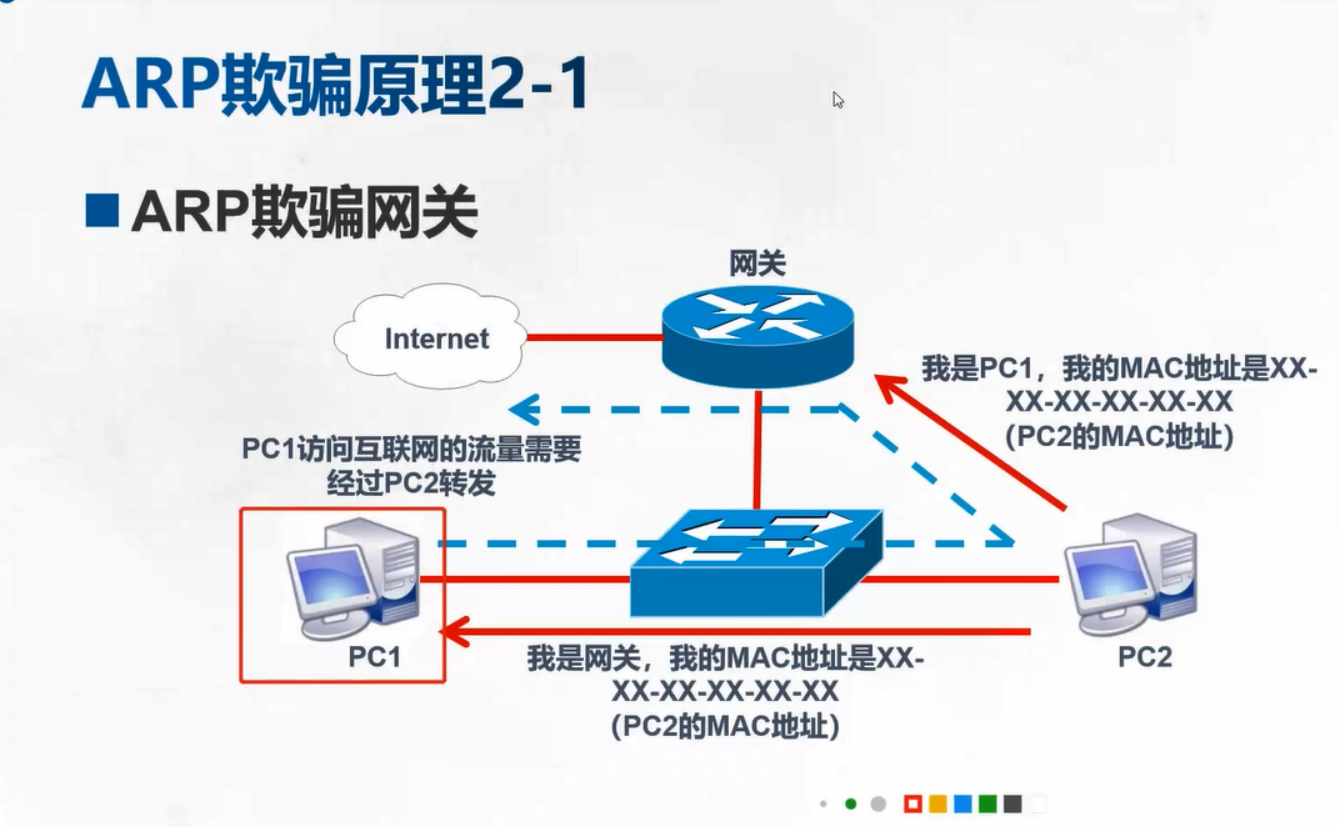 ARP欺骗原理2-1
ARP欺骗网关
网关
Internet
我是PC1，我的MAC地址是XX-
XX-XX-XX-XX-XX
(PC2的MAC地址)
PC1访问互联网的流量需要
经过PC2转发
PC1
我是网关，我的MAC地址是XX-
XX-XX-XX-XX-XX
(PC2的MAC地址)
PC2